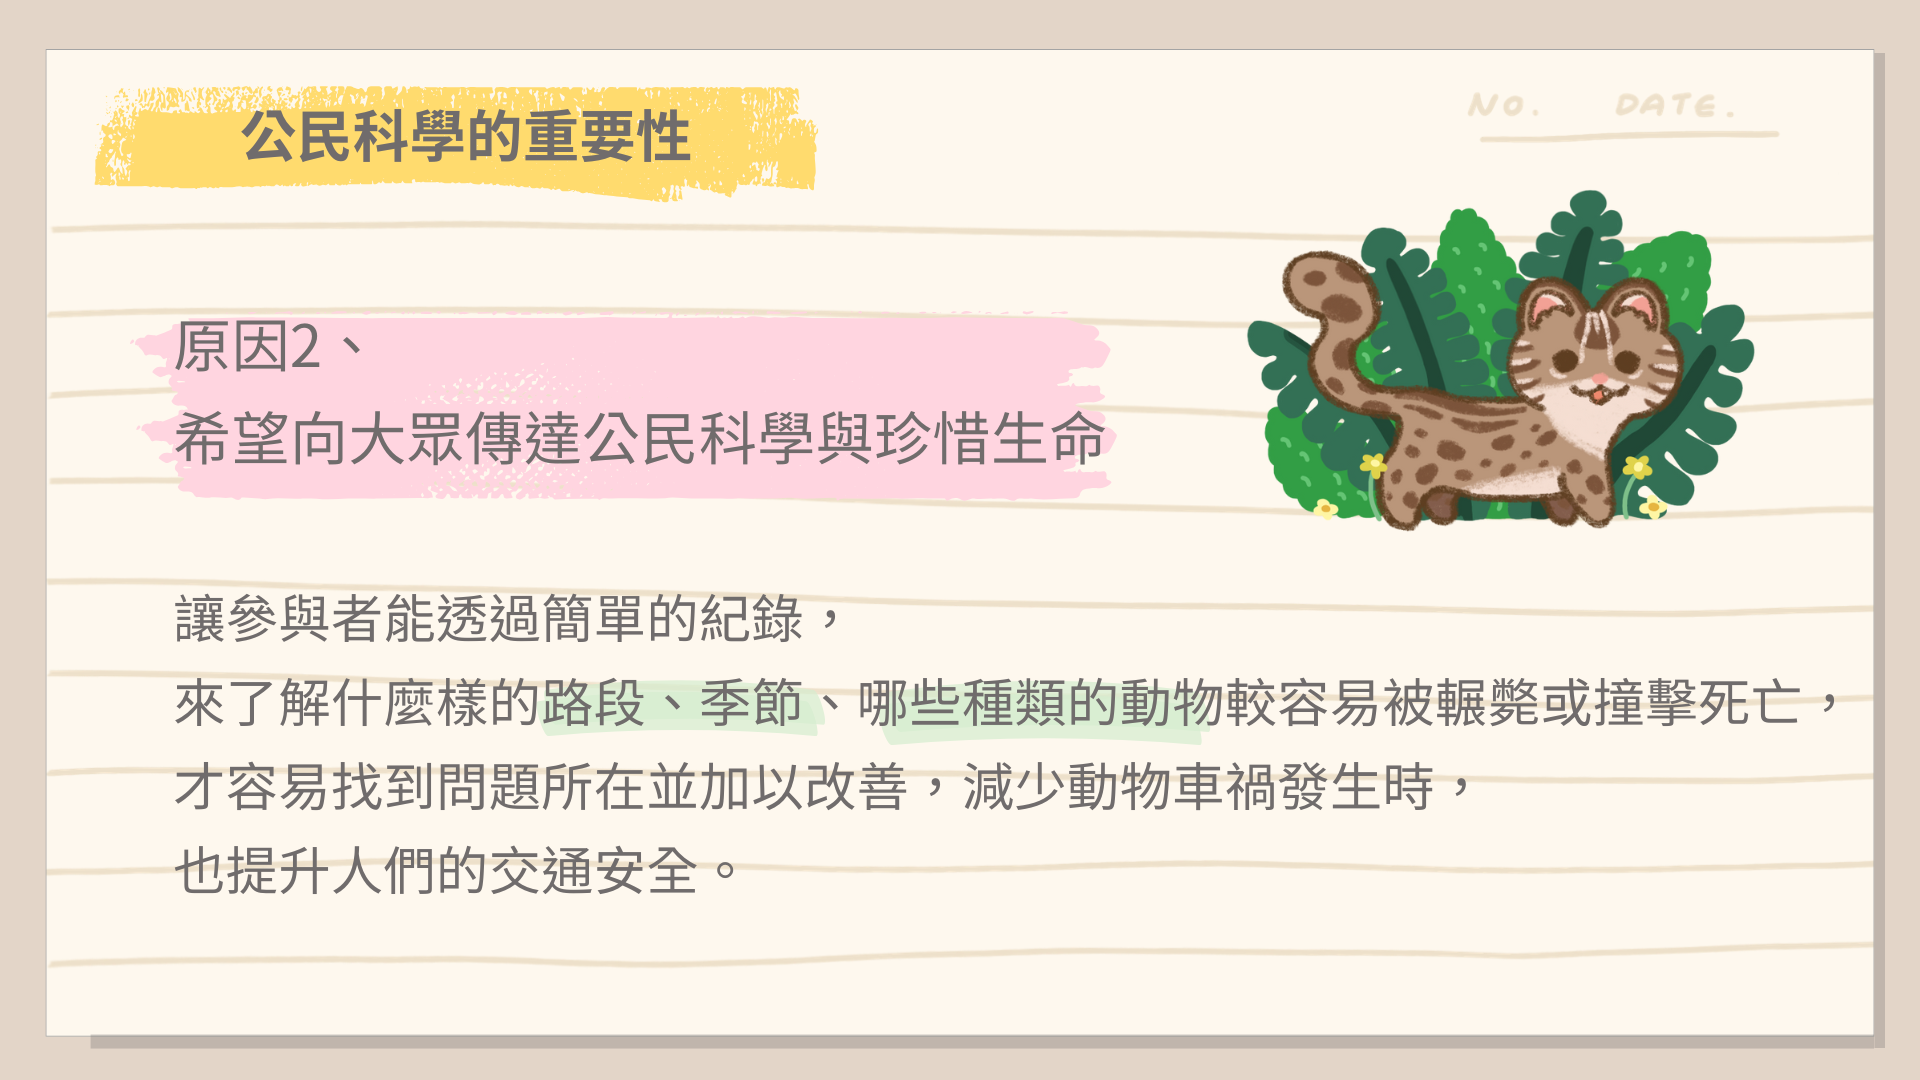 公民科學的重要性
NO. DATE.
原因2、
希望向大眾傳達公民科學與珍惜生命
讓參與者能透過簡單的紀錄，
來了解什麼樣的路段、季節、哪些種類的動物較容易被輾斃或撞擊死亡，
才容易找到問題所在並加以改善，減少動物車禍發生時，
也提升人們的交通安全。